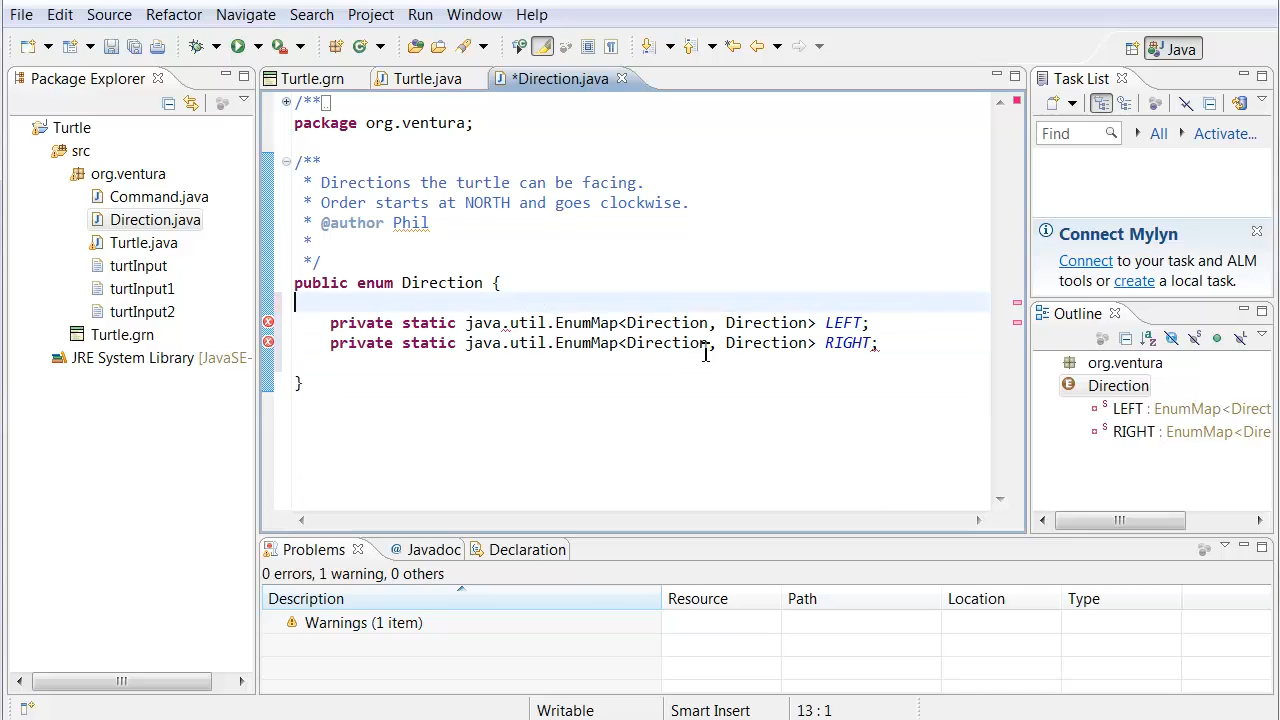 File Edit Source Refactor Navigate Search Project Run Window Help
Java
Package Explorer
Turtle
src
org.ventura
Command.java
Direction.java
Turtle.java
turtInput
turtInput1
turtInput2
Turtle.grn
JRE System Library [JavaSE-
Turtle.grn Turtle.java *Direction.java
/**
package org.ventura;
/**
* Directions the turtle can be facing.
* Order starts at NORTH and goes clockwise.
* @author Phil
*
*/
public enum Direction {
private static java.util.EnumMap<Direction, Direction> LEFT;
private static java.util.EnumMap<Direction, Direction> RIGHT;
}
Task List
Find All Activate...
Connect Mylyn
Connect to your task and ALM
tools or create a local task.
Outline
org.ventura
Direction
LEFT : EnumMap<Direct
RIGHT : EnumMap<Dire
Problems @ Javadoc Declaration
0 errors, 1 warning, 0 others
Description Resource Path Location Type
Warnings (1 item)
Writable Smart Insert 13 : 1